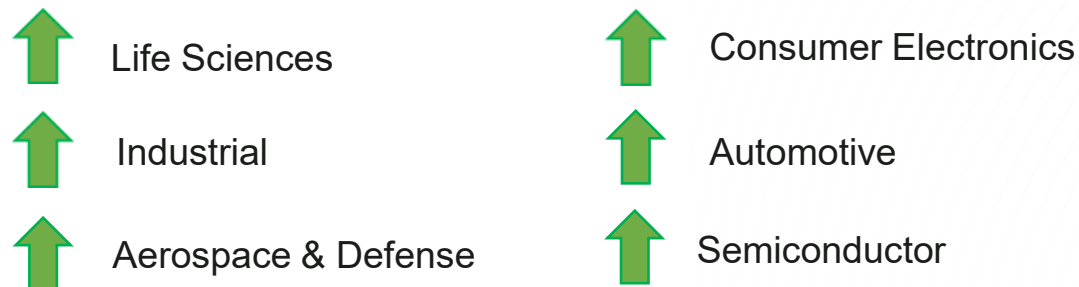 Life Sciences
Industrial
Aerospace & Defense
Consumer Electronics
Automotive
Semiconductor